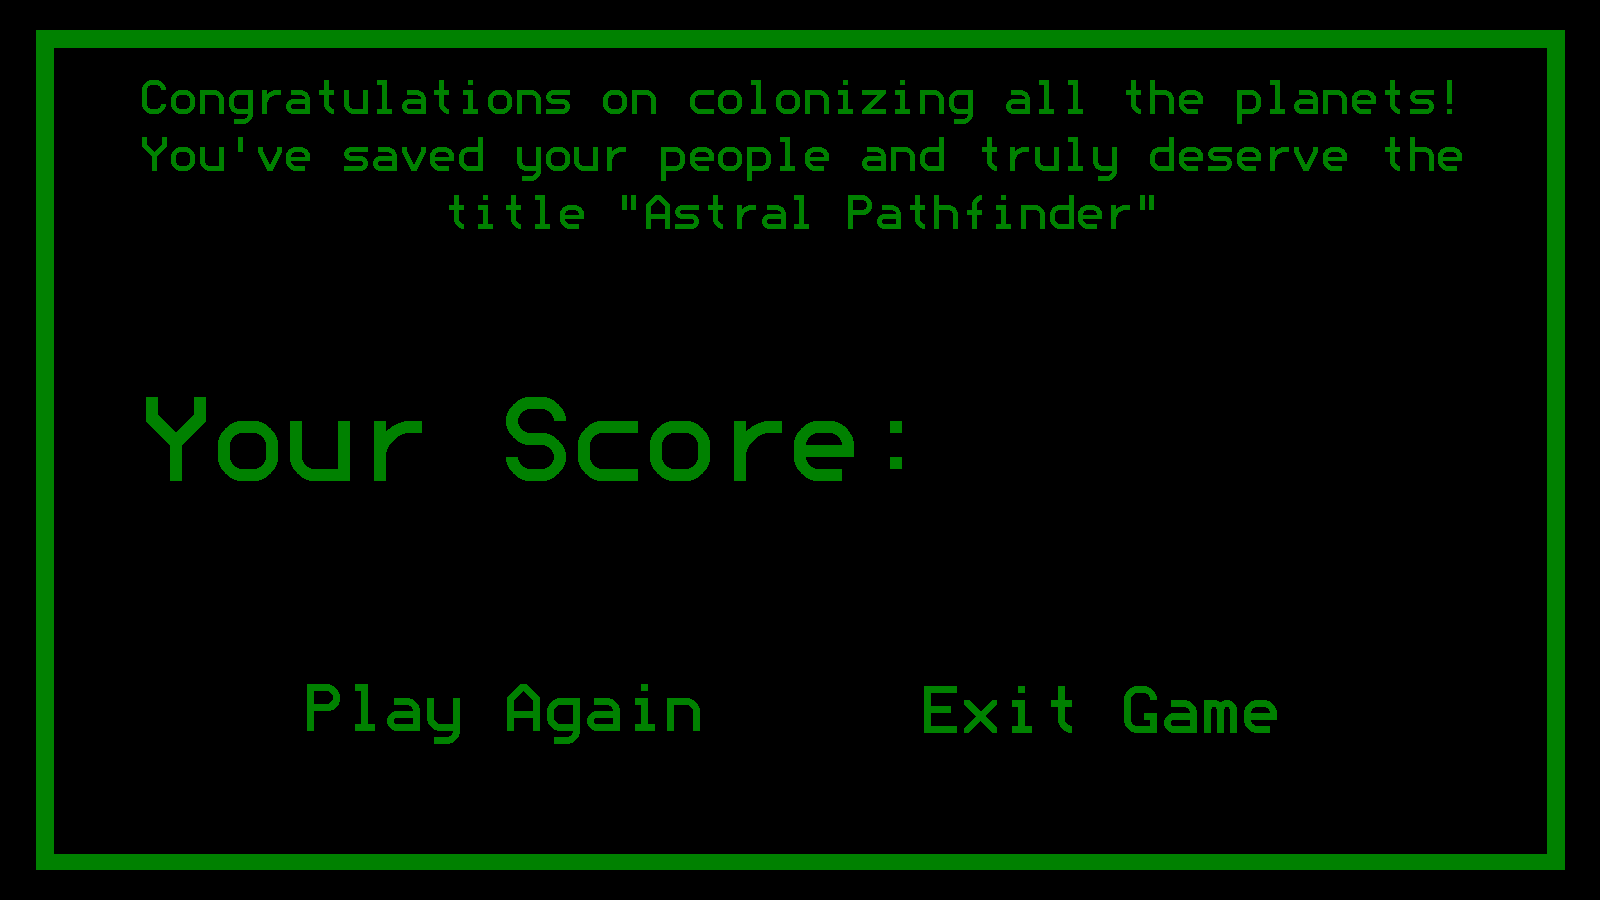 Congratulations on colonizing all the planets!
You've saved your people and truly deserve the
title "Astral Pathfinder"
Your Score:
Play Again
Exit Game